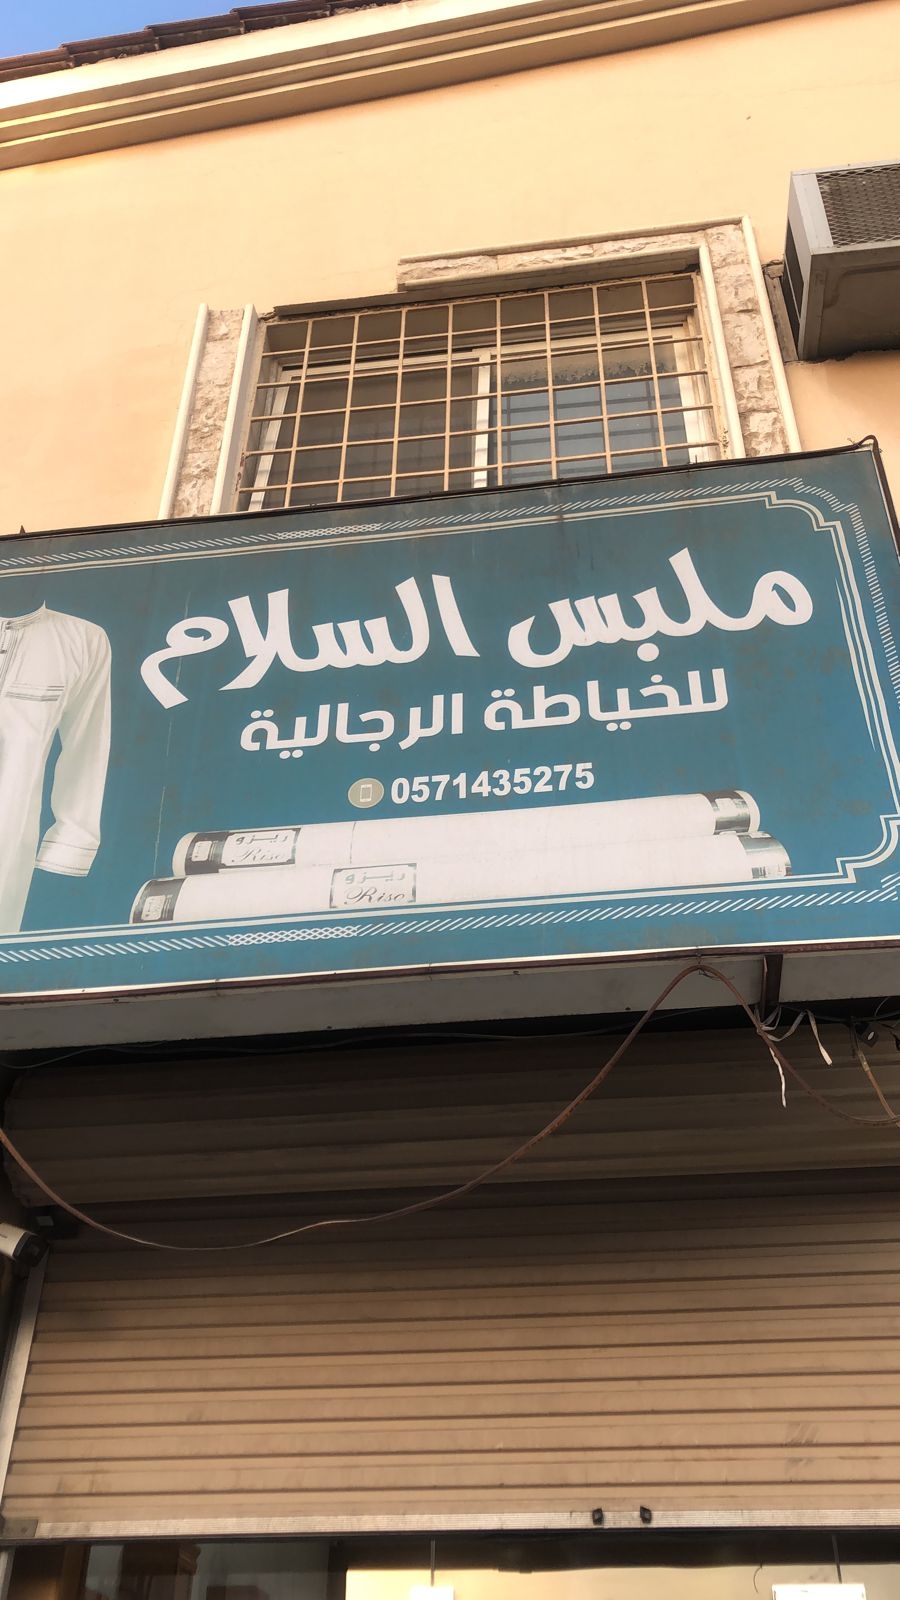 ملبس السلام
للخياطة الرجالية
0571435275
ريزو
Riso
ريزو
Riso